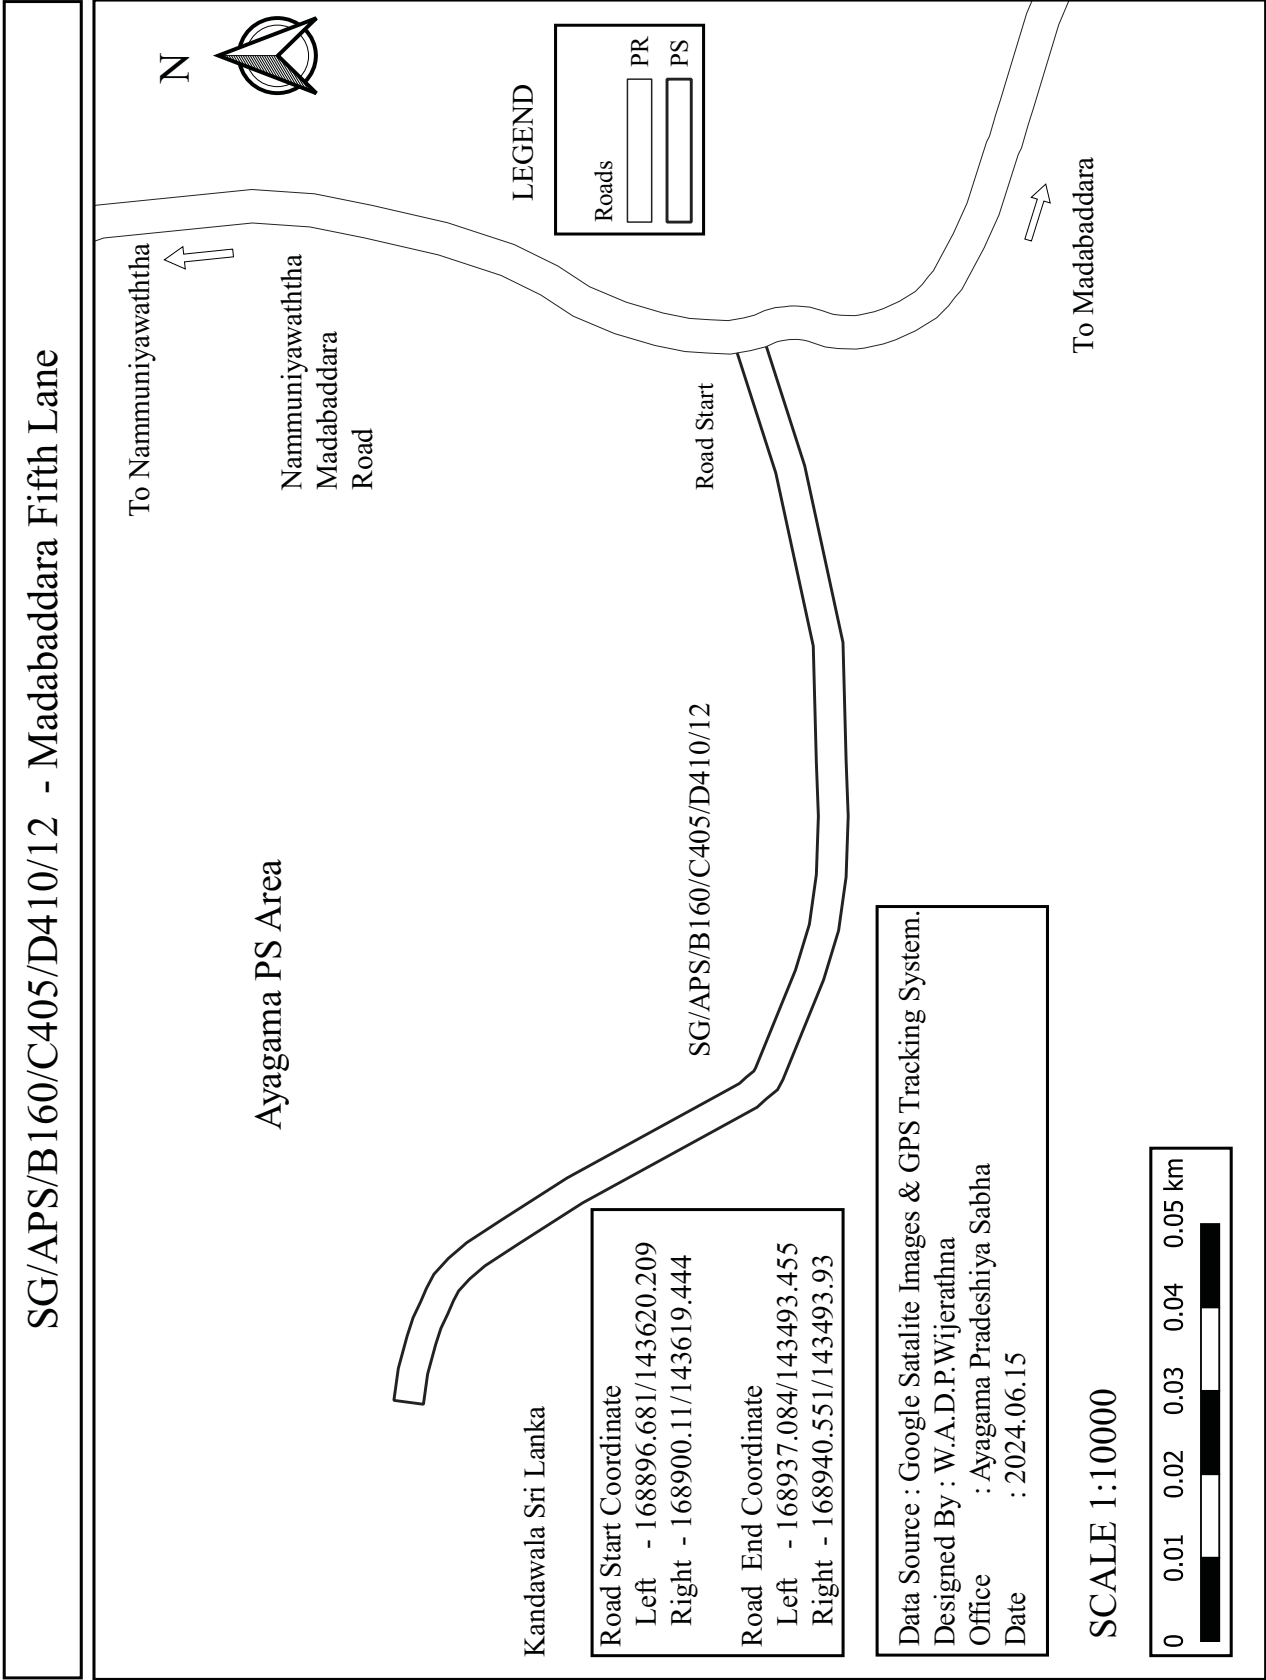 SG/APS/B160/C405/D410/12 - Madabaddara Fifth Lane
N
To Nammuniyawaththa
Nammuniyawaththa
Madabaddara
Road
LEGEND
Roads
PR
PS
Ayagama PS Area
Road Start
SG/APS/B160/C405/D410/12
To Madabaddara
Kandawala Sri Lanka
Road Start Coordinate
Left - 168896.681/143620.209
Right - 168900.11/143619.444
Road End Coordinate
Left - 168937.084/143493.455
Right - 168940.551/143493.93
Data Source : Google Satalite Images & GPS Tracking System.
Designed By : W.A.D.P.Wijerathna
Office : Ayagama Pradeshiya Sabha
Date : 2024.06.15
SCALE 1:10000
0 0.01 0.02 0.03 0.04 0.05 km